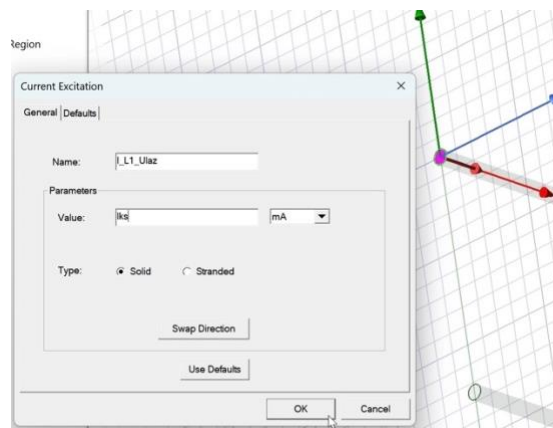 Region
Current Excitation
General Defaults
Name: I_L1_Ulaz
Parameters
Value: Iks mA
Type: Solid Stranded
Swap Direction
Use Defaults
OK Cancel